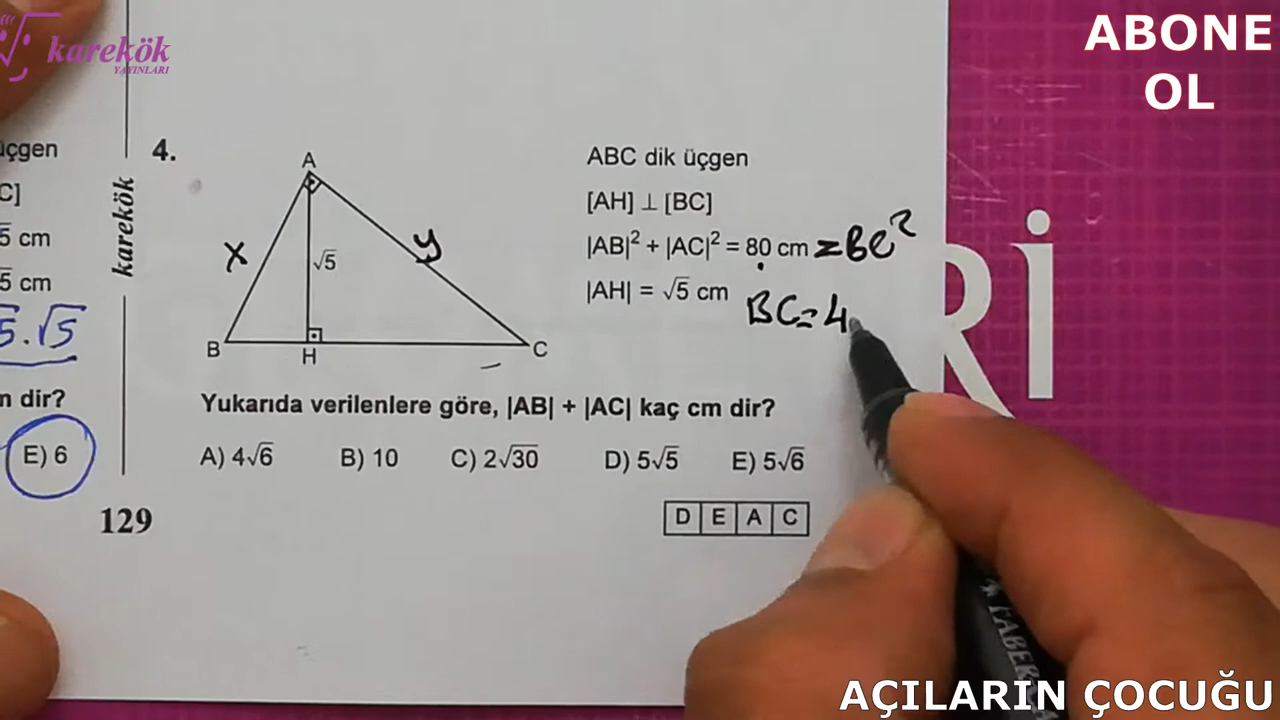 karekök
YAYINLARI
ABONE
OL
üçgen
C]
5 cm
5 cm
5.√5
m dir?
E) 6
129
karekök
4.
A
x
y
√5
B
H
C
ABC dik üçgen
[AH] ⊥ [BC]
|AB|² + |AC|² = 80 cm =BC²
|AH| = √5 cm
BC=4
Yukarıda verilenlere göre, |AB| + |AC| kaç cm dir?
A) 4√6 B) 10 C) 2√30 D) 5√5 E) 5√6
D E A C
Rİ
AÇILARIN ÇOCUĞU